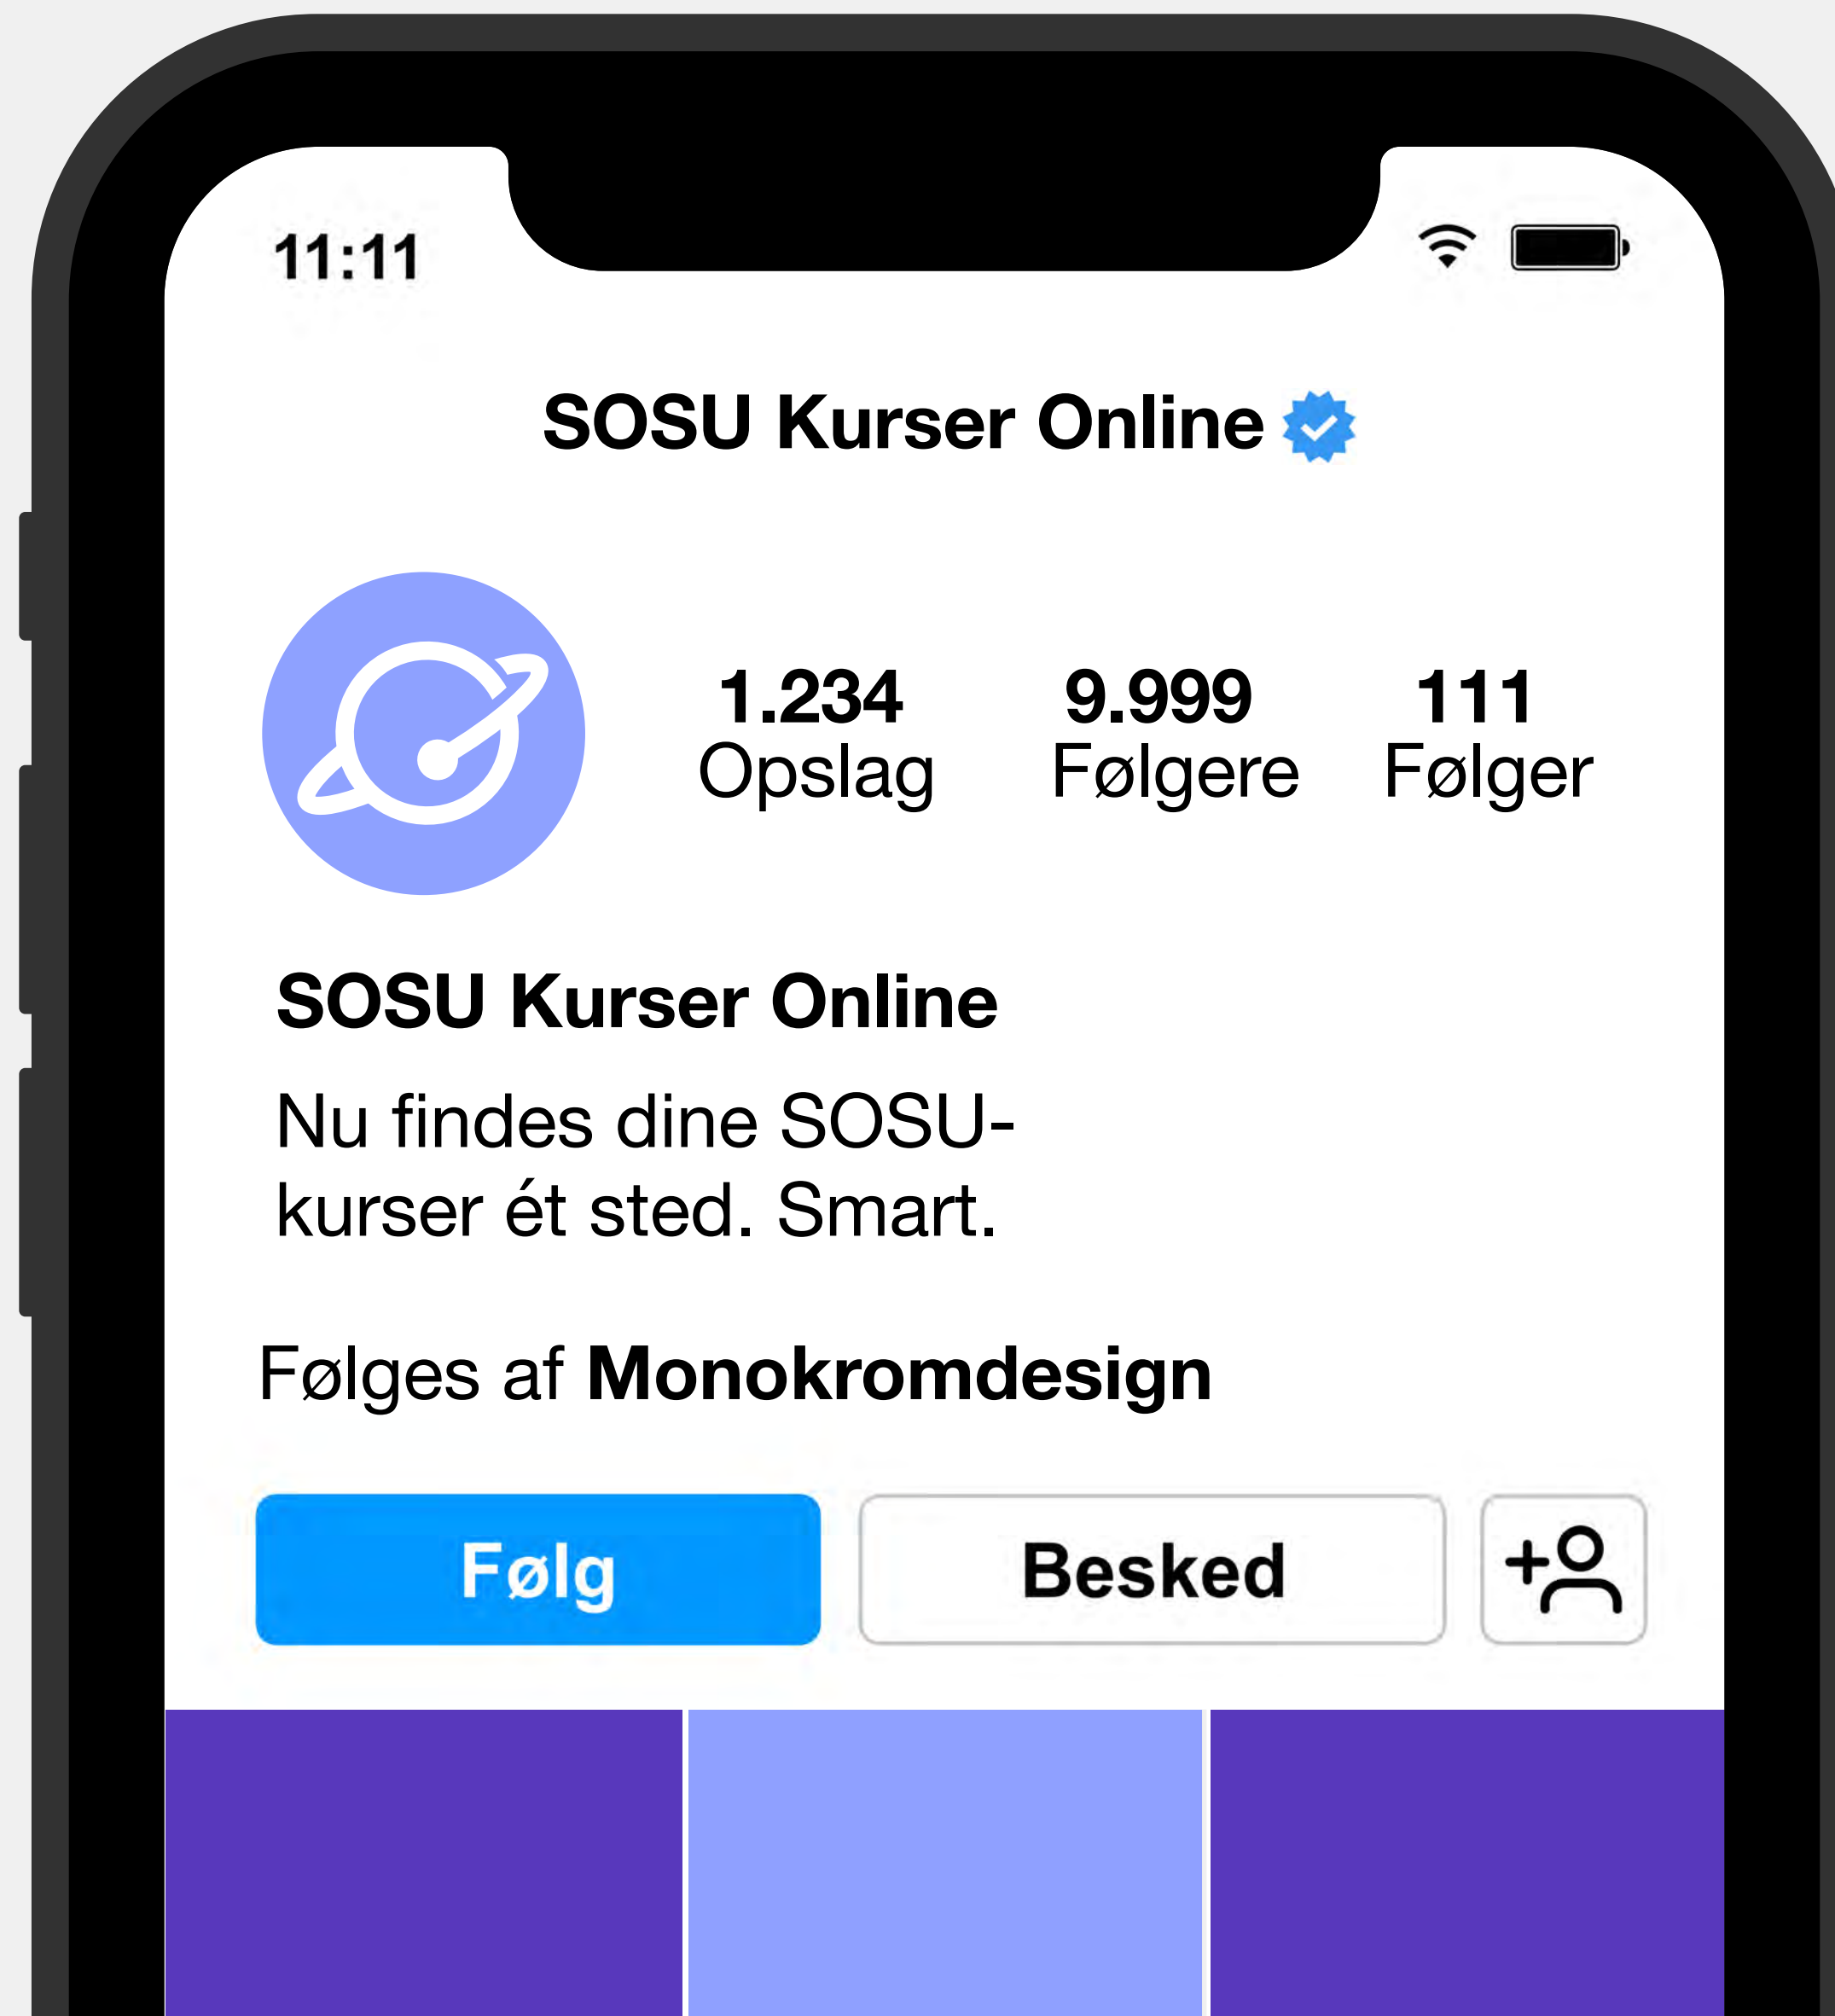 11:11
SOSU Kurser Online
1.234 9.999 111
Opslag Følgere Følger
SOSU Kurser Online
Nu findes dine SOSU-
kurser ét sted. Smart.
Følges af Monokromdesign
Følg Besked